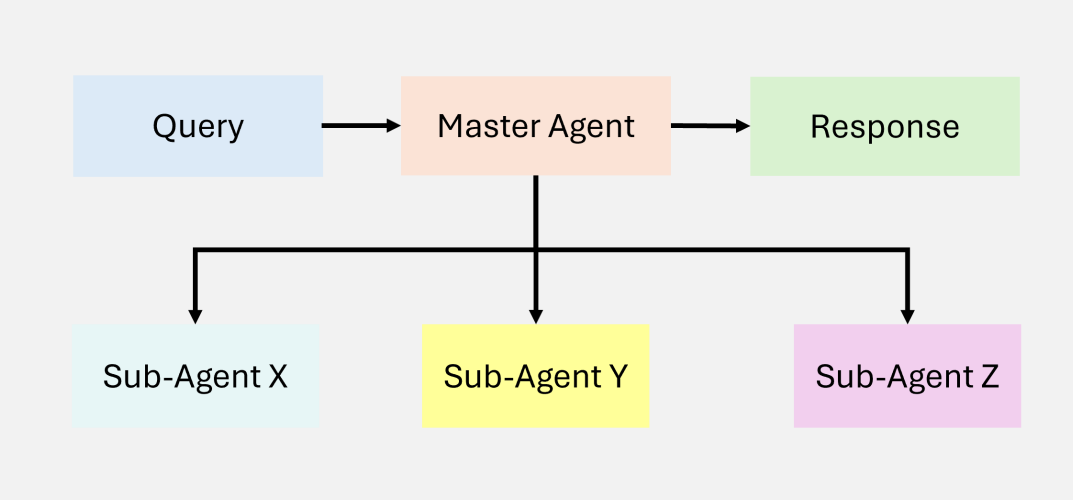 Query
Master Agent
Response
Sub-Agent X
Sub-Agent Y
Sub-Agent Z